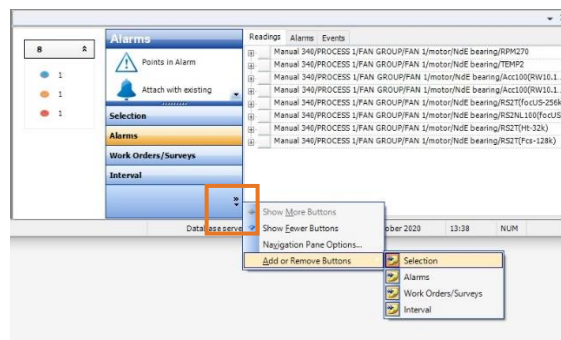 8
1
1
1
Alarms
Points in Alarm
Attach with existing
Selection
Alarms
Work Orders/Surveys
Interval
Readings Alarms Events
Manual 340/PROCESS 1/FAN GROUP/FAN 1/motor/NdE bearing/RPM270
Manual 340/PROCESS 1/FAN GROUP/FAN 1/motor/NdE bearing/TEMP2
Manual 340/PROCESS 1/FAN GROUP/FAN 1/motor/NdE bearing/Acc100(RW10.1..
Manual 340/PROCESS 1/FAN GROUP/FAN 1/motor/NdE bearing/Acc100(RW10.1..
Manual 340/PROCESS 1/FAN GROUP/FAN 1/motor/NdE bearing/RS2T(focUS-256k
Manual 340/PROCESS 1/FAN GROUP/FAN 1/motor/NdE bearing/RS2NL100(focUS
Manual 340/PROCESS 1/FAN GROUP/FAN 1/motor/NdE bearing/RS2T(Ht-32k)
Manual 340/PROCESS 1/FAN GROUP/FAN 1/motor/NdE bearing/RS2T(Fcs-128k)
Show More Buttons
Show Fewer Buttons
Navigation Pane Options...
Add or Remove Buttons
Database serve
ober 2020 13:38 NUM
Selection
Alarms
Work Orders/Surveys
Interval